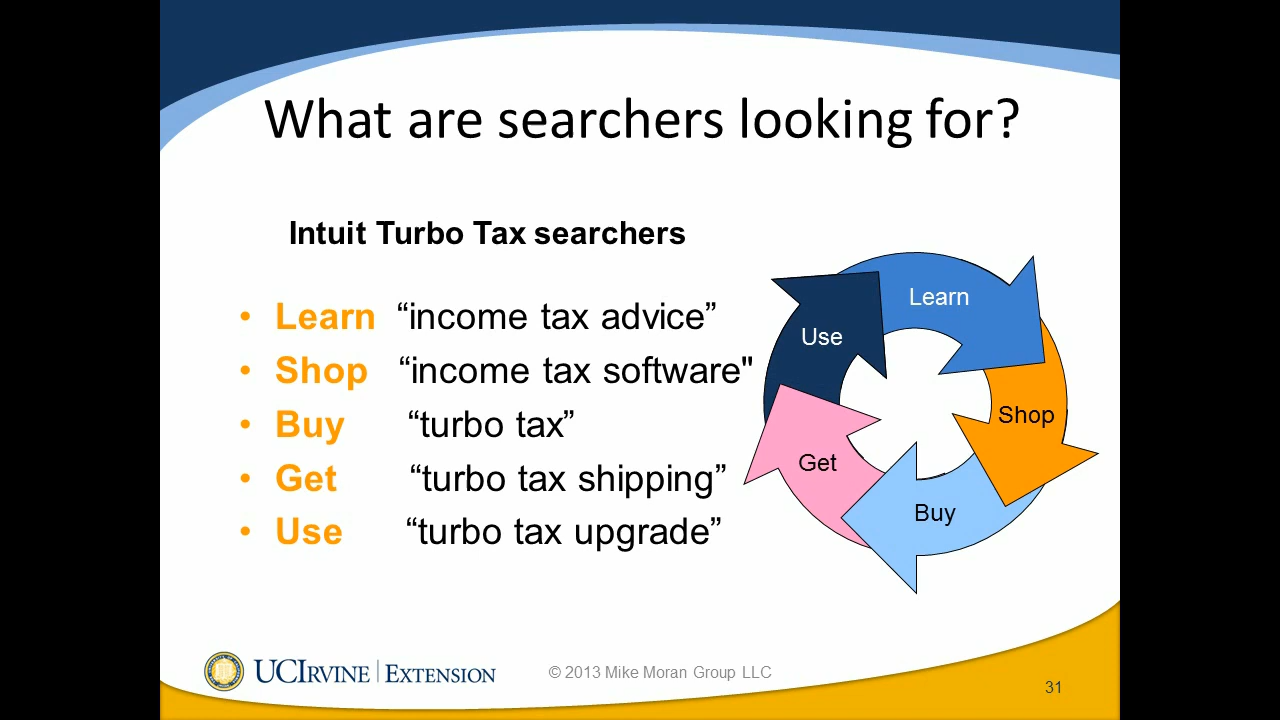 What are searchers looking for?
Intuit Turbo Tax searchers
• Learn “income tax advice”
• Shop “income tax software"
• Buy “turbo tax”
• Get “turbo tax shipping”
• Use “turbo tax upgrade”
Learn
Shop
Buy
Get
Use
UCIRVINE | EXTENSION
© 2013 Mike Moran Group LLC
31